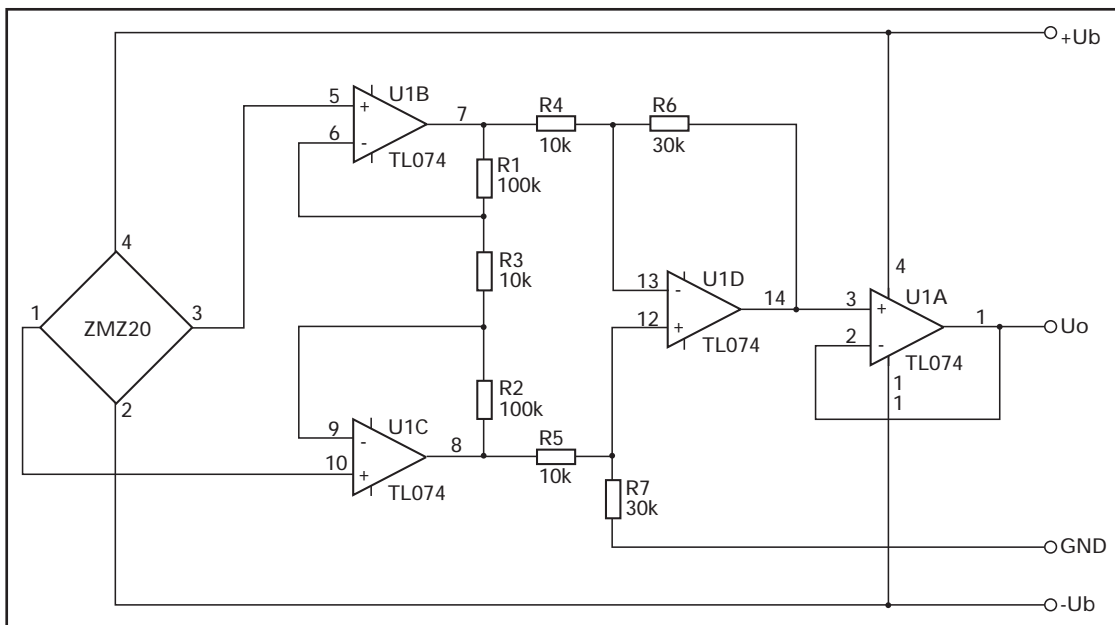 +Ub
U1B
5
+
7
6
-
TL074
R4
10k
R6
30k
R1
100k
4
1
3
ZMZ20
2
R3
10k
13
-
U1D
14
12
+
TL074
4
3
+
U1A
1
2
-
TL074
1
1
Uo
R2
100k
U1C
9
-
8
10
+
TL074
R5
10k
R7
30k
GND
-Ub